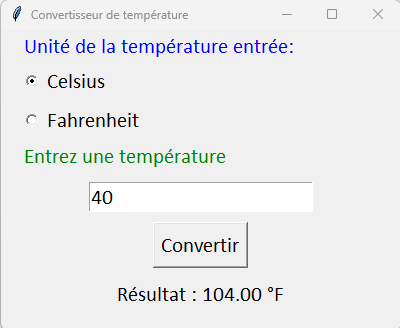 Convertisseur de température
Unité de la température entrée:
Celsius
Fahrenheit
Entrez une température
40
Convertir
Résultat : 104.00 °F